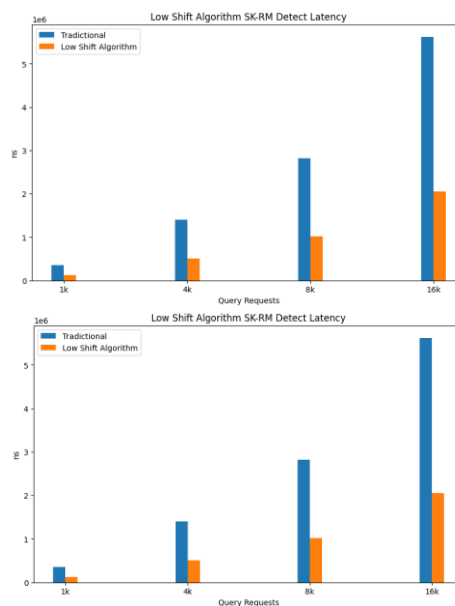 Low Shift Algorithm SK-RM Detect Latency
1e6
Tradictional
Low Shift Algorithm
5
4
3
2
1
0
ns
1k
4k
8k
16k
Query Requests
Low Shift Algorithm SK-RM Detect Latency
1e6
Tradictional
Low Shift Algorithm
5
4
3
2
1
0
ns
1k
4k
8k
16k
Query Requests